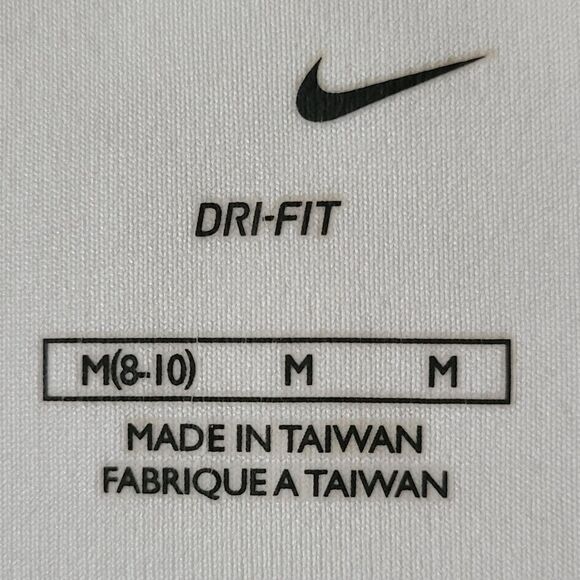 DRI-FIT
M(8-10) M M
MADE IN TAIWAN
FABRIQUE A TAIWAN